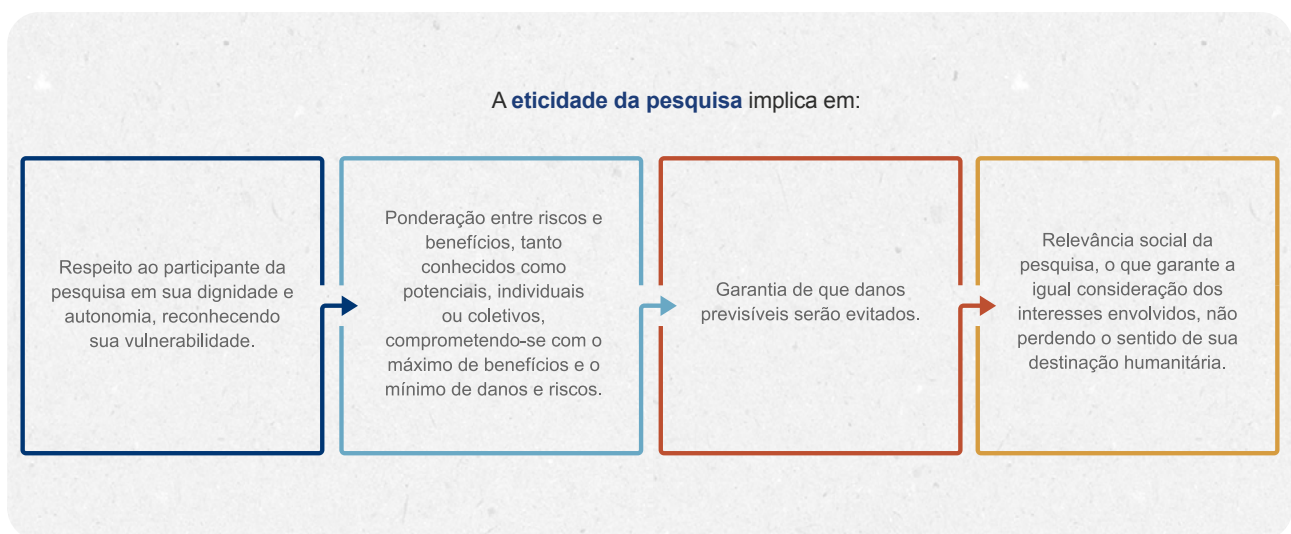 A eticidade da pesquisa implica em:
Respeito ao participante da
pesquisa em sua dignidade e
autonomia, reconhecendo
sua vulnerabilidade.
Ponderação entre riscos e
benefícios, tanto
conhecidos como
potenciais, individuais
ou coletivos,
comprometendo-se com o
máximo de benefícios e o
mínimo de danos e riscos.
Garantia de que danos
previsíveis serão evitados.
Relevância social da
pesquisa, o que garante a
igual consideração dos
interesses envolvidos, não
perdendo o sentido de sua
destinação humanitária.